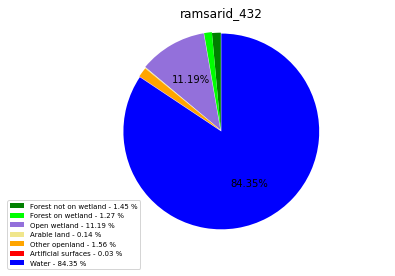 ramsarid_432
11.19%
84.35%
Forest not on wetland - 1.45 %
Forest on wetland - 1.27 %
Open wetland - 11.19 %
Arable land - 0.14 %
Other openland - 1.56 %
Artificial surfaces - 0.03 %
Water - 84.35 %